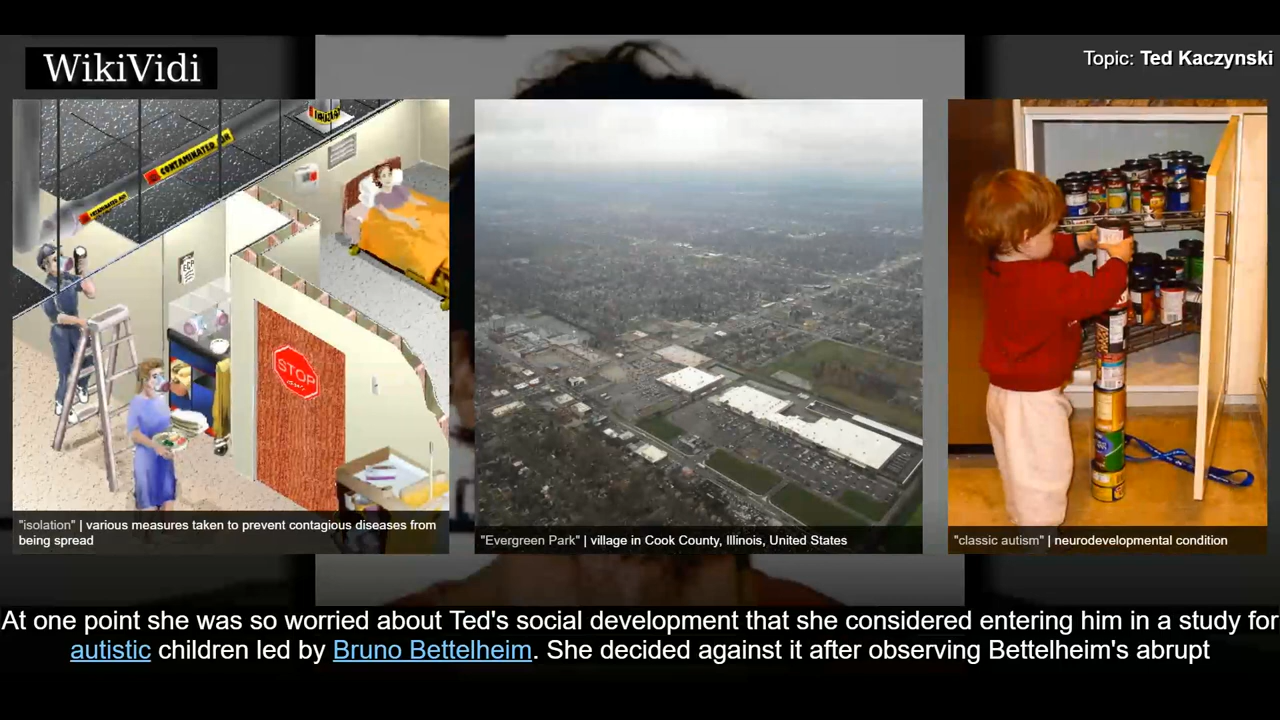 WikiVidi
Topic: Ted Kaczynski
CONTAMINATED AIR
STOP
"isolation" | various measures taken to prevent contagious diseases from
being spread
"Evergreen Park" | village in Cook County, Illinois, United States
"classic autism" | neurodevelopmental condition
At one point she was so worried about Ted's social development that she considered entering him in a study for
autistic children led by Bruno Bettelheim. She decided against it after observing Bettelheim's abrupt